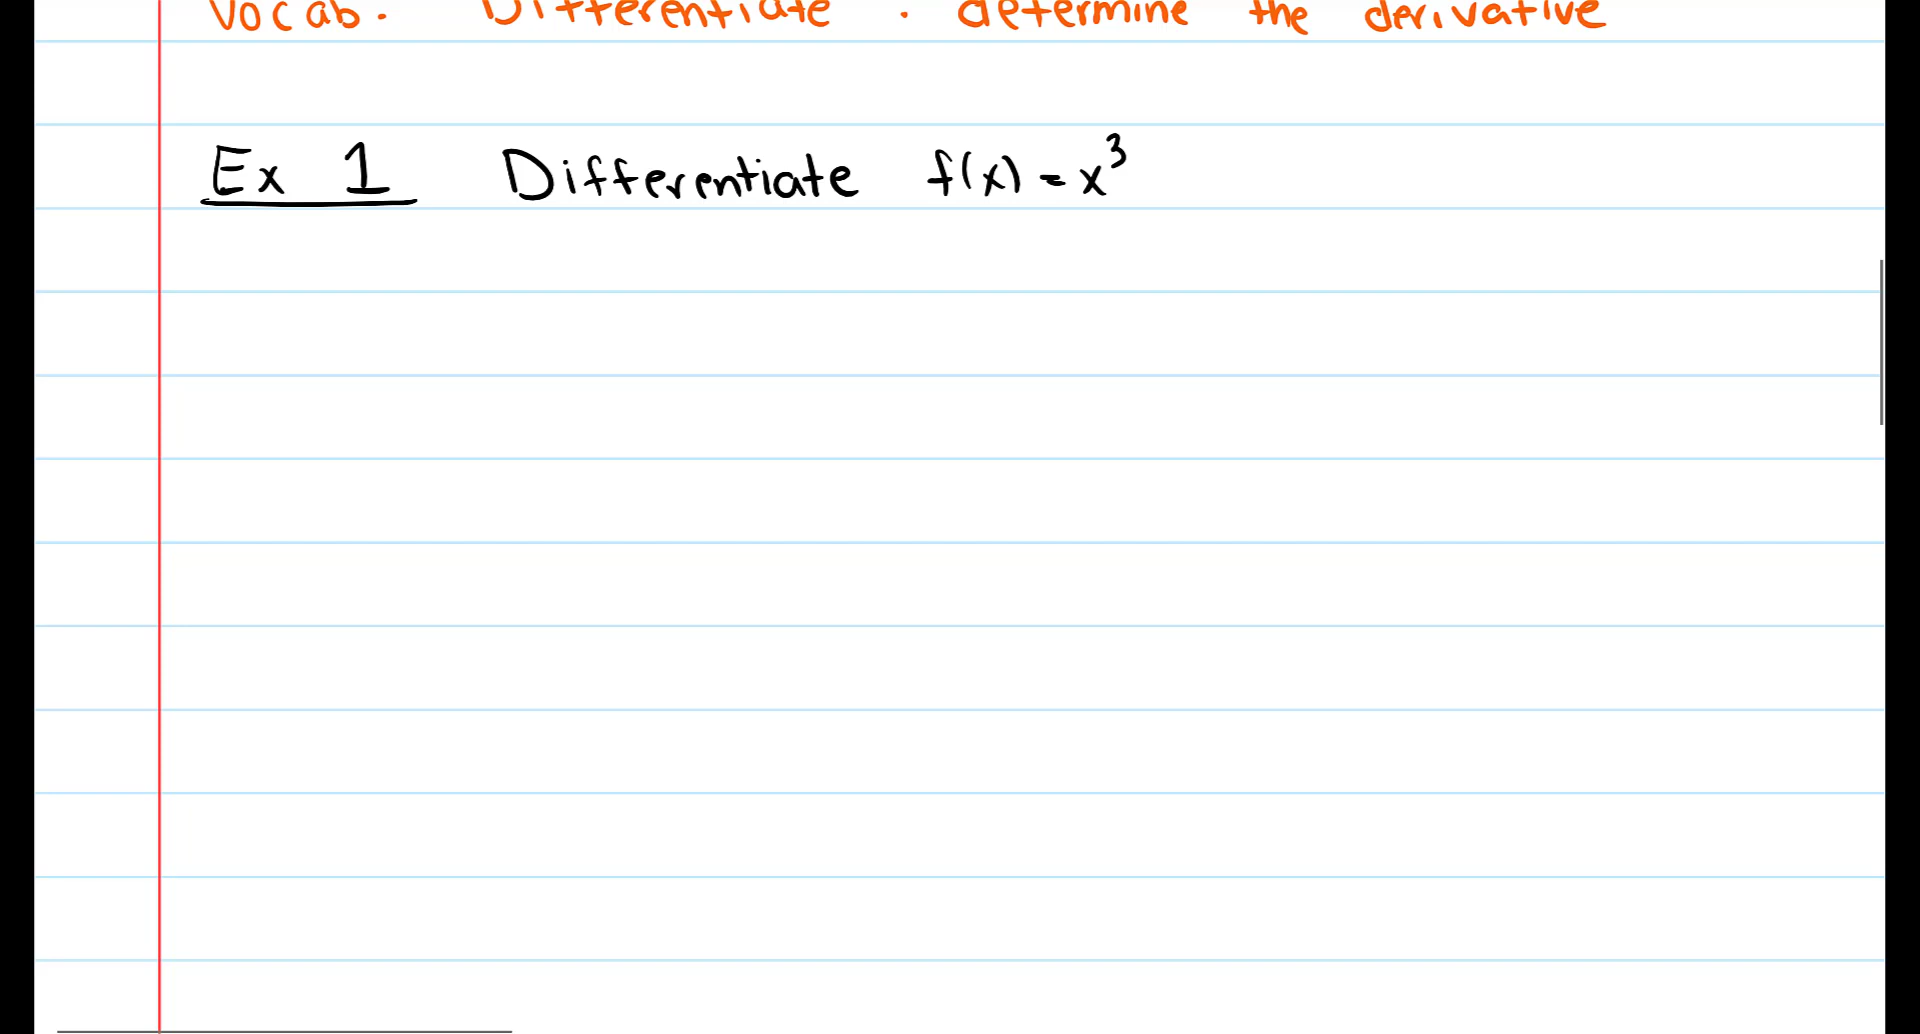 Vocab. Differentiate . determine the derivative
Ex 1 Differentiate f(x) = x³